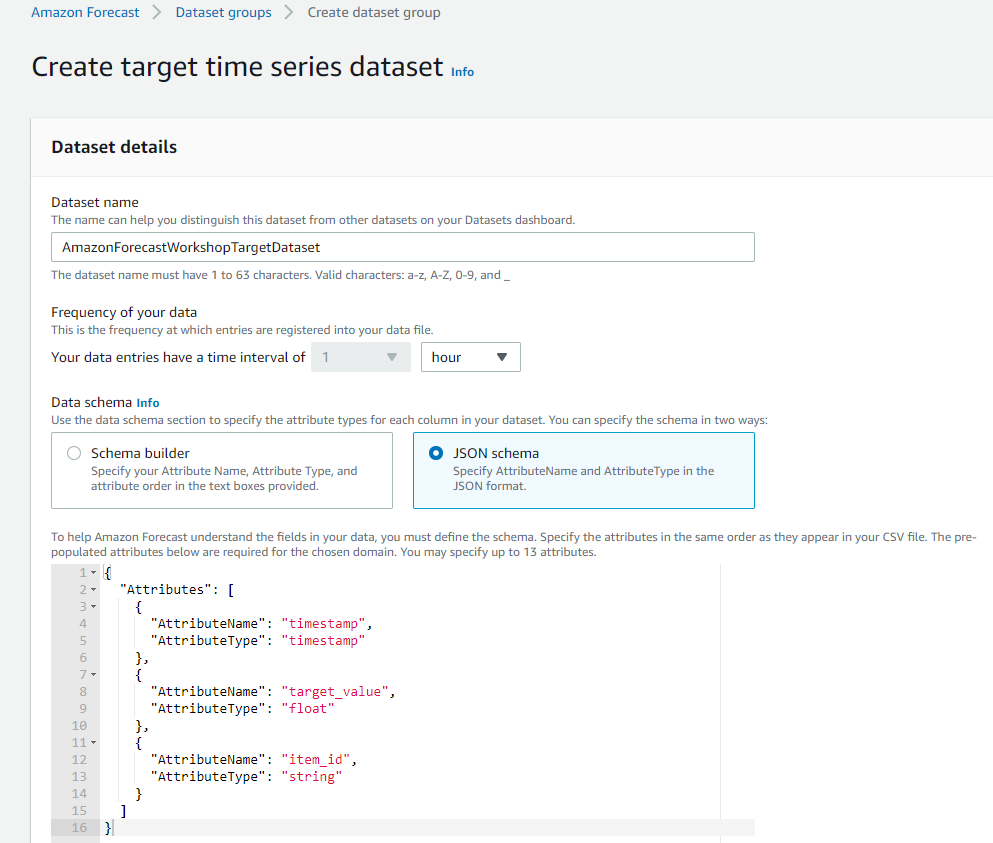 Amazon Forecast > Dataset groups > Create dataset group
Create target time series dataset Info
Dataset details
Dataset name
The name can help you distinguish this dataset from other datasets on your Datasets dashboard.
AmazonForecastWorkshopTargetDataset
The dataset name must have 1 to 63 characters. Valid characters: a-z, A-Z, 0-9, and _
Frequency of your data
This is the frequency at which entries are registered into your data file.
Your data entries have a time interval of 1 hour
Data schema Info
Use the data schema section to specify the attribute types for each column in your dataset. You can specify the schema in two ways:
Schema builder
Specify your Attribute Name, Attribute Type, and
attribute order in the text boxes provided.
JSON schema
Specify AttributeName and AttributeType in the
JSON format.
To help Amazon Forecast understand the fields in your data, you must define the schema. Specify the attributes in the same order as they appear in your CSV file. The pre-
populated attributes below are required for the chosen domain. You may specify up to 13 attributes.
1 {
2 "Attributes": [
3 {
4 "AttributeName": "timestamp",
5 "AttributeType": "timestamp"
6 },
7 {
8 "AttributeName": "target_value",
9 "AttributeType": "float"
10 },
11 {
12 "AttributeName": "item_id",
13 "AttributeType": "string"
14 }
15 ]
16 }